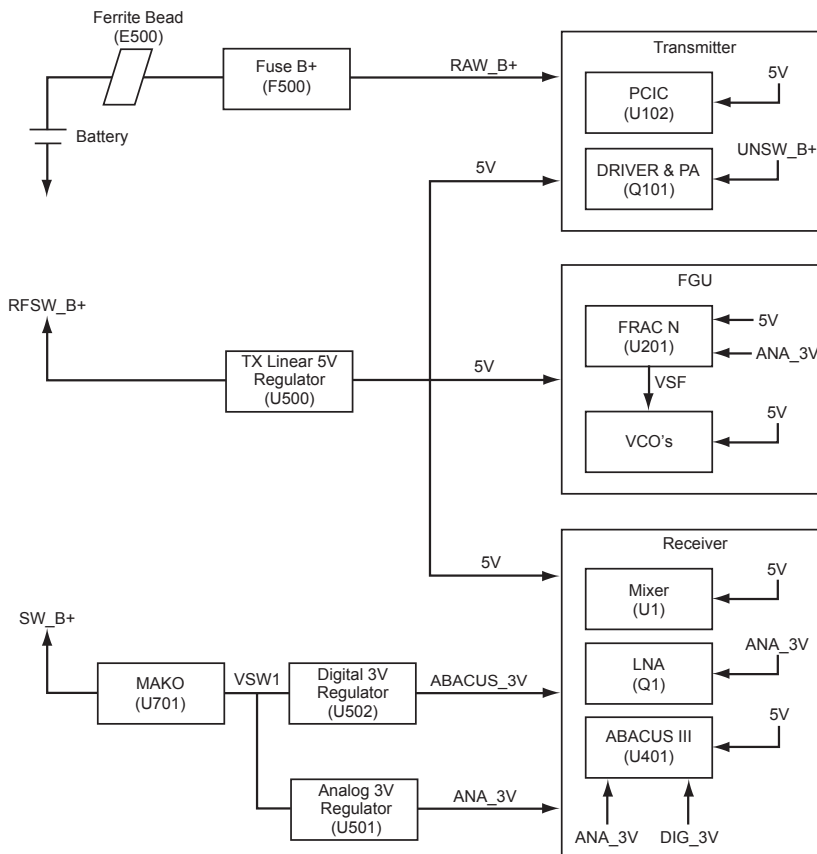 Ferrite Bead
(E500)
Fuse B+
(F500)
RAW_B+
Battery
Transmitter
PCIC
(U102)
5V
DRIVER & PA
(Q101)
UNSW_B+
5V
RFSW_B+
TX Linear 5V
Regulator
(U500)
5V
FGU
FRAC N
(U201)
5V
ANA_3V
VSF
VCO's
5V
5V
Receiver
Mixer
(U1)
5V
LNA
(Q1)
ANA_3V
ABACUS III
(U401)
5V
ANA_3V
DIG_3V
SW_B+
MAKO
(U701)
VSW1
Digital 3V
Regulator
(U502)
ABACUS_3V
Analog 3V
Regulator
(U501)
ANA_3V